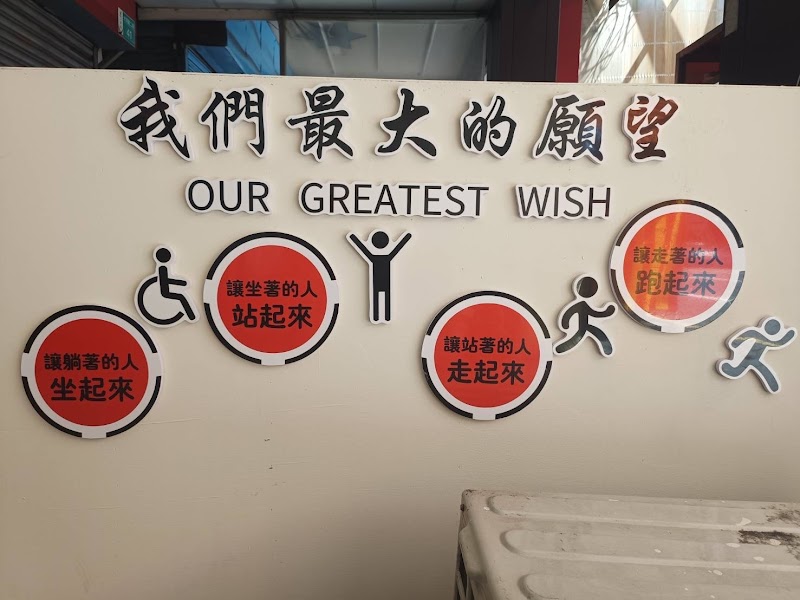 我們最大的願望
OUR GREATEST WISH
讓躺著的人
坐起來
讓坐著的人
站起來
讓站著的人
走起來
讓走著的人
跑起來